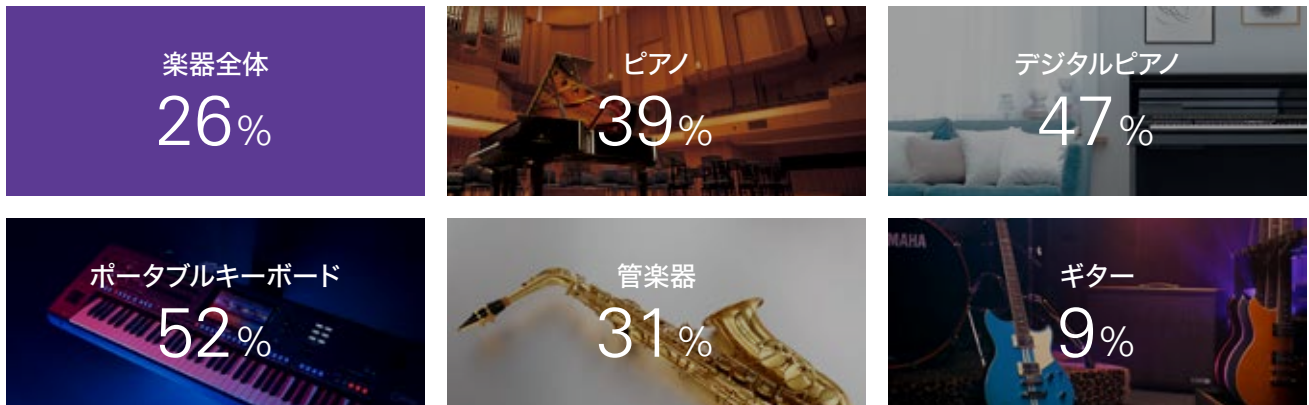 楽器全体
26%
ピアノ
39%
デジタルピアノ
47%
ポータブルキーボード
52%
管楽器
31%
ギター
9%
AMAHA